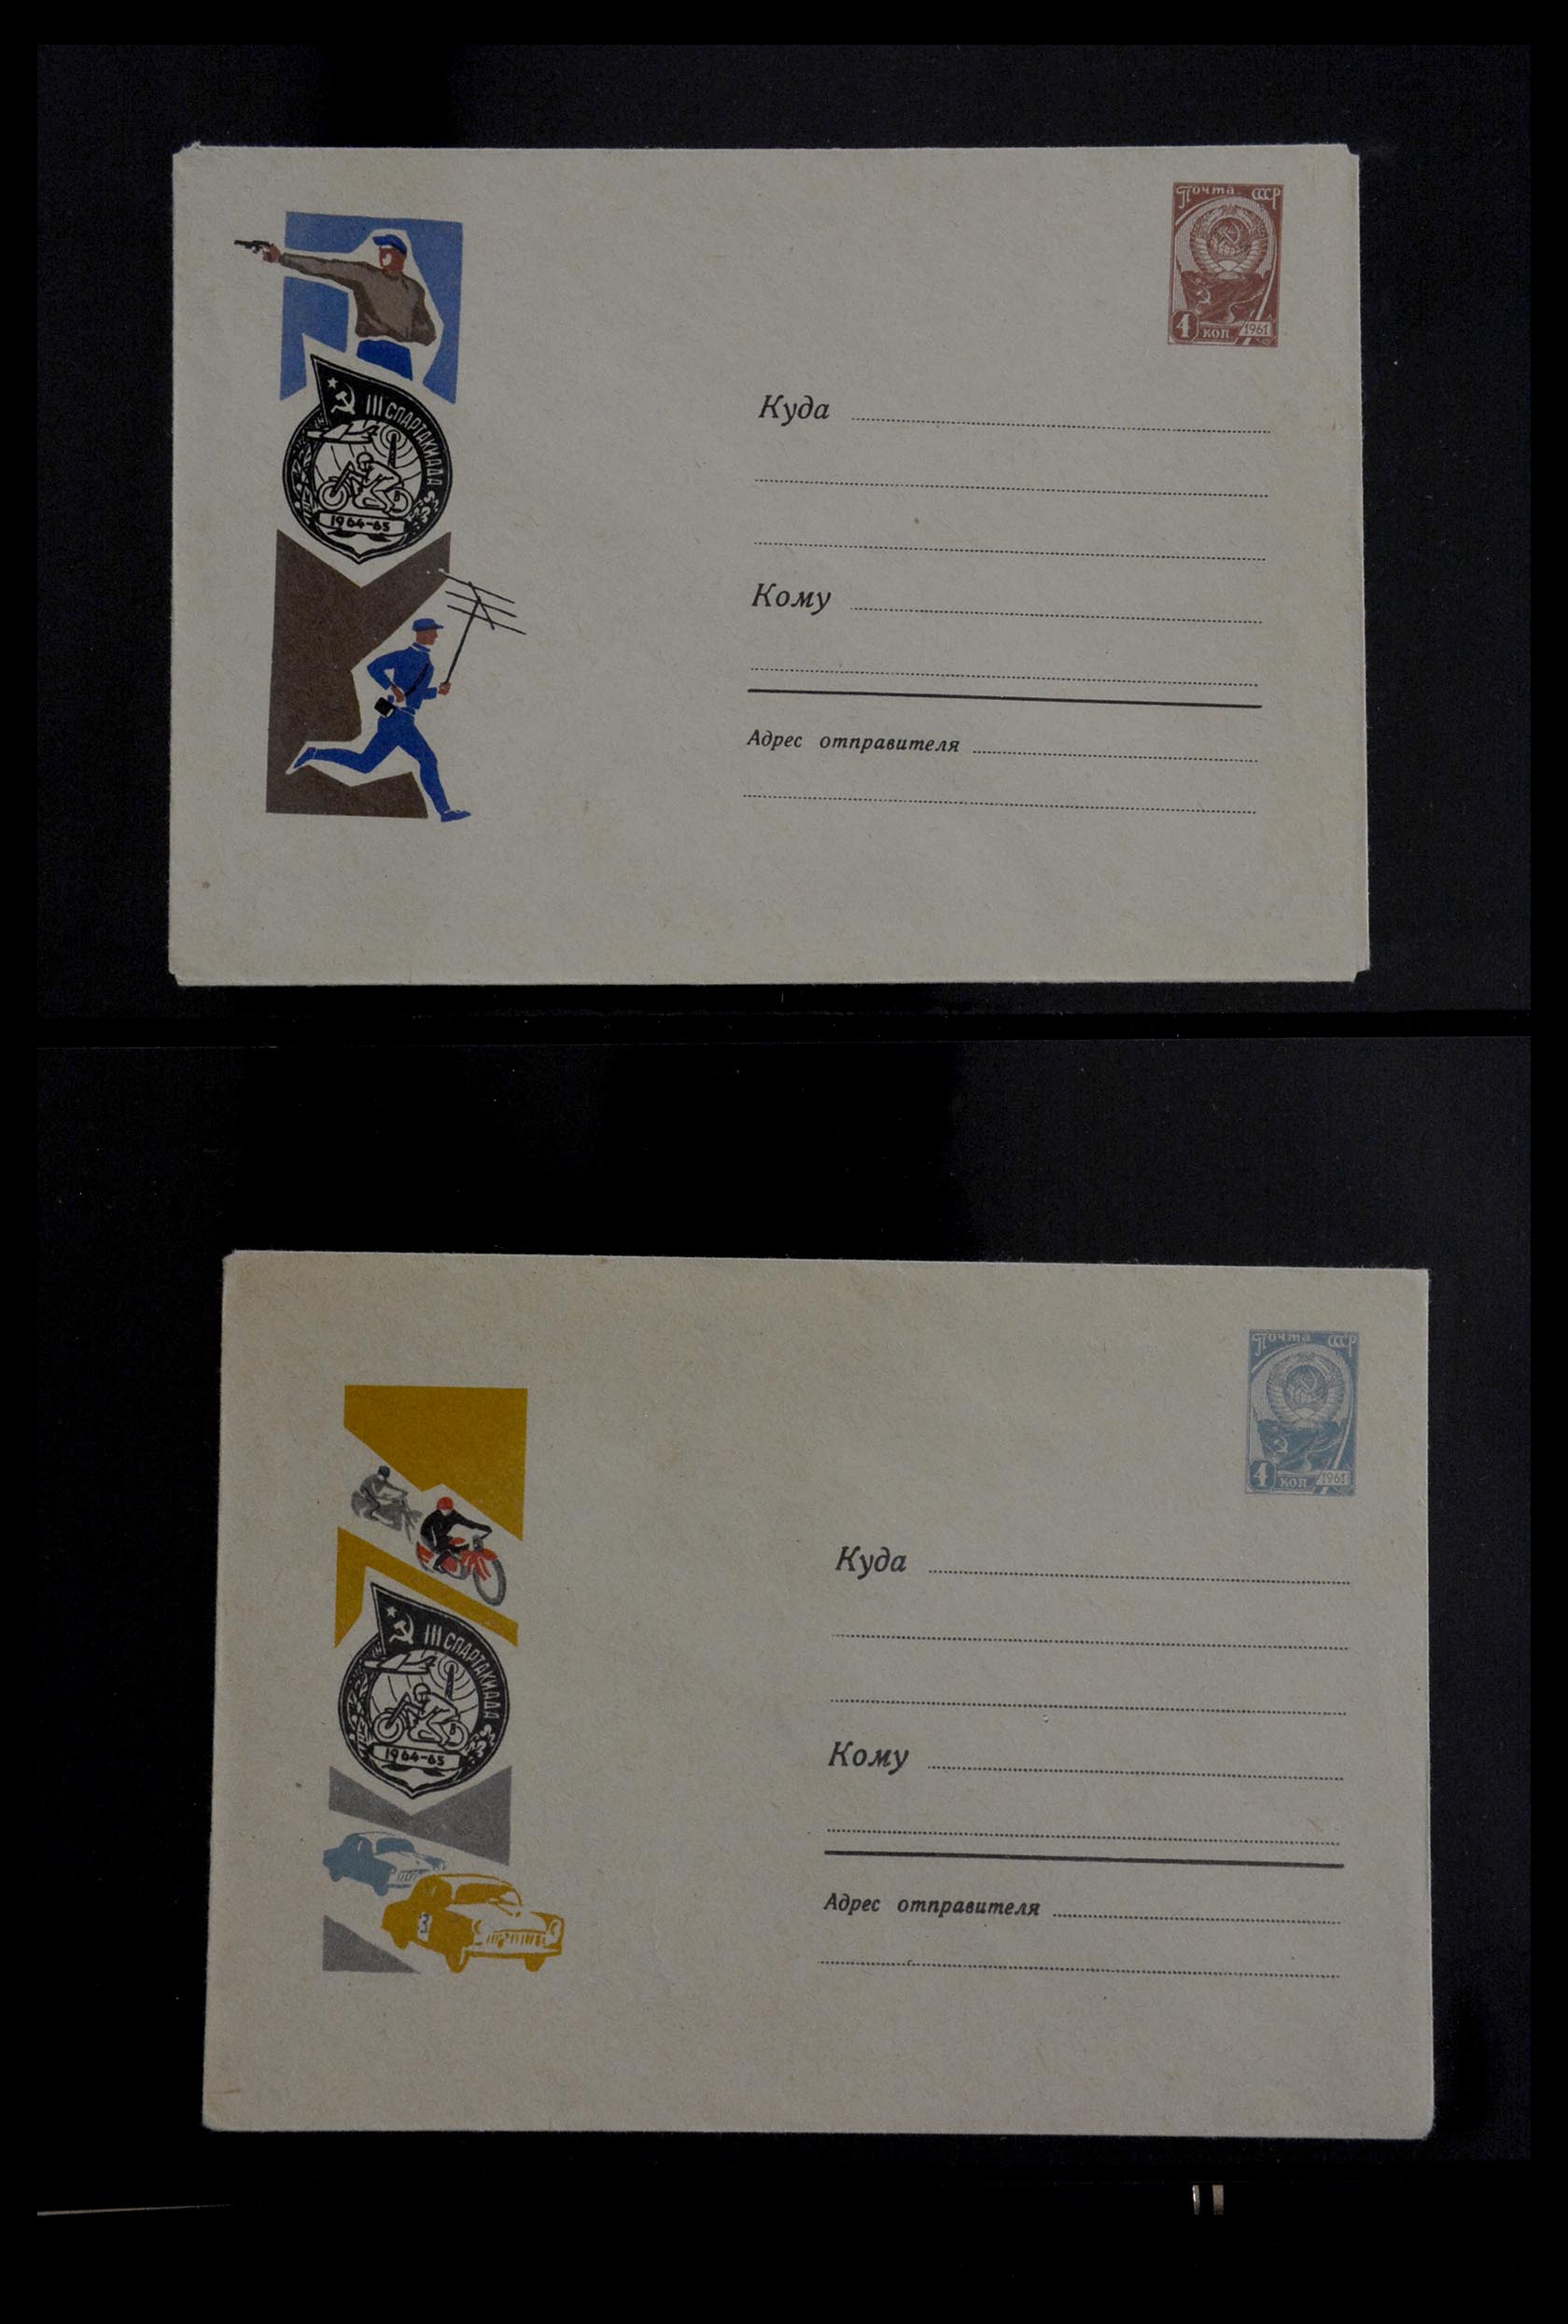 Почта СССР
4 коп 1961
III СПАРТАКИАДА
1964-65
Куда
Кому
Адрес отправителя
Почта СССР
4 коп 1961
III СПАРТАКИАДА
1964-65
Куда
Кому
3
Адрес отправителя